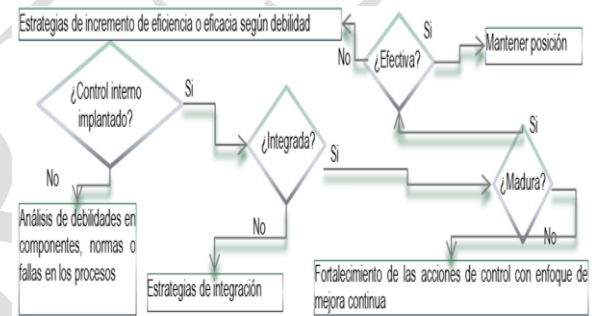 Estrategias de incremento de eficiencia o eficacia según debilidad
Si
Mantener posición
No
¿Efectiva?
¿Control interno
implantado?
Si
¿Integrada?
Si
Si
¿Madura?
No
No
No
Análisis de debilidades en
componentes, normas o
fallas en los procesos
Estrategias de integración
Fortalecimiento de las acciones de control con enfoque de
mejora continua